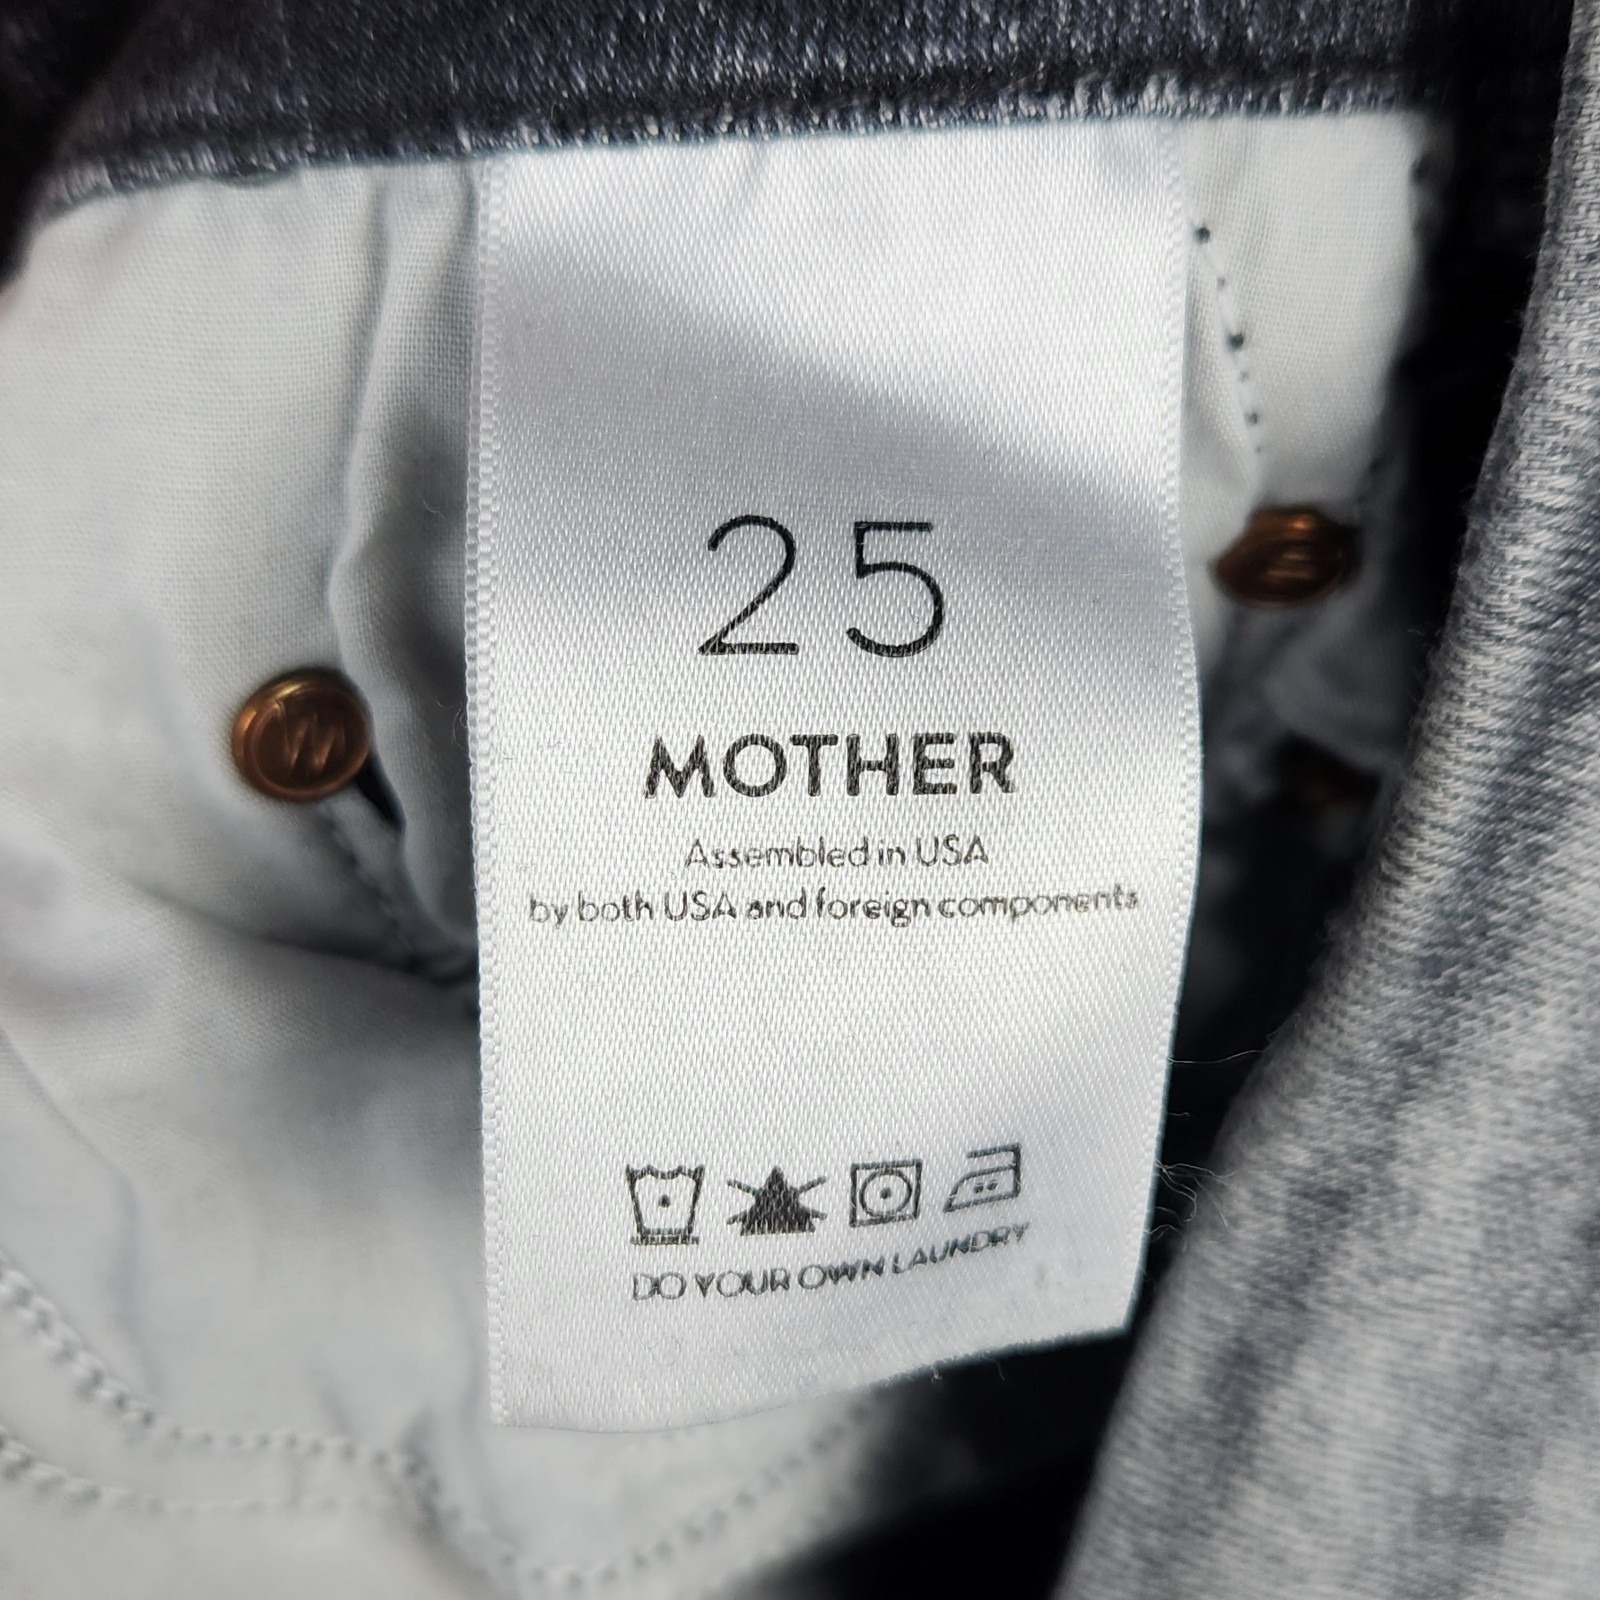 25
MOTHER
Assembled in USA
by both USA and foreign components
DO YOUR OWN LAUNDRY